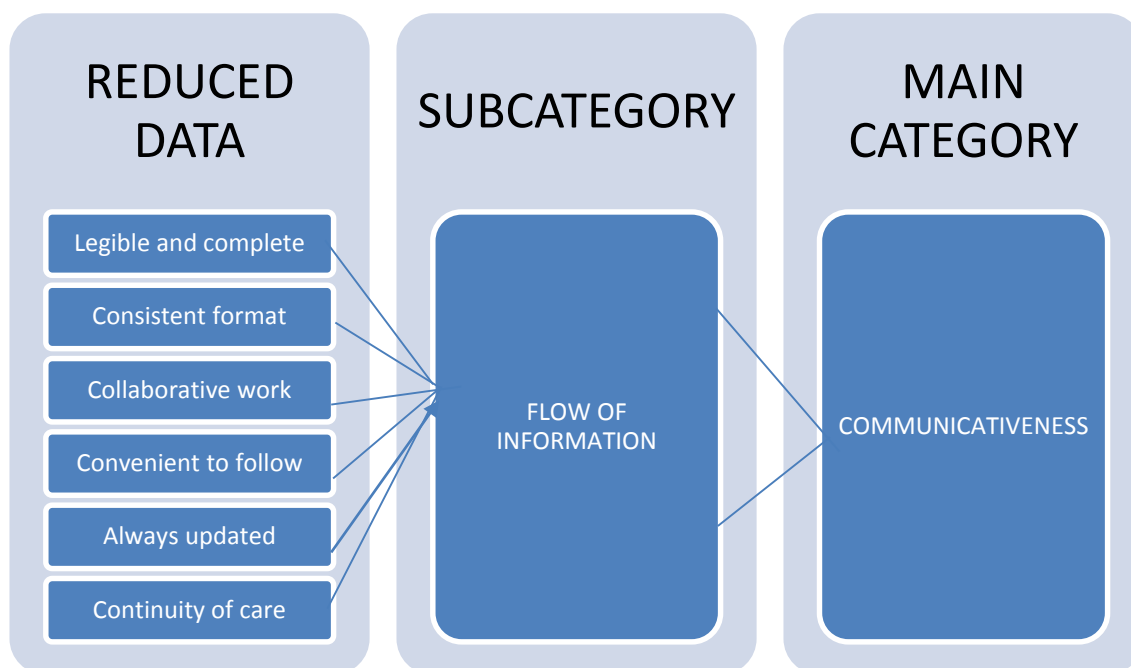 REDUCED
DATA
Legible and complete
Consistent format
Collaborative work
Convenient to follow
Always updated
Continuity of care
SUBCATEGORY
FLOW OF
INFORMATION
MAIN
CATEGORY
COMMUNICATIVENESS